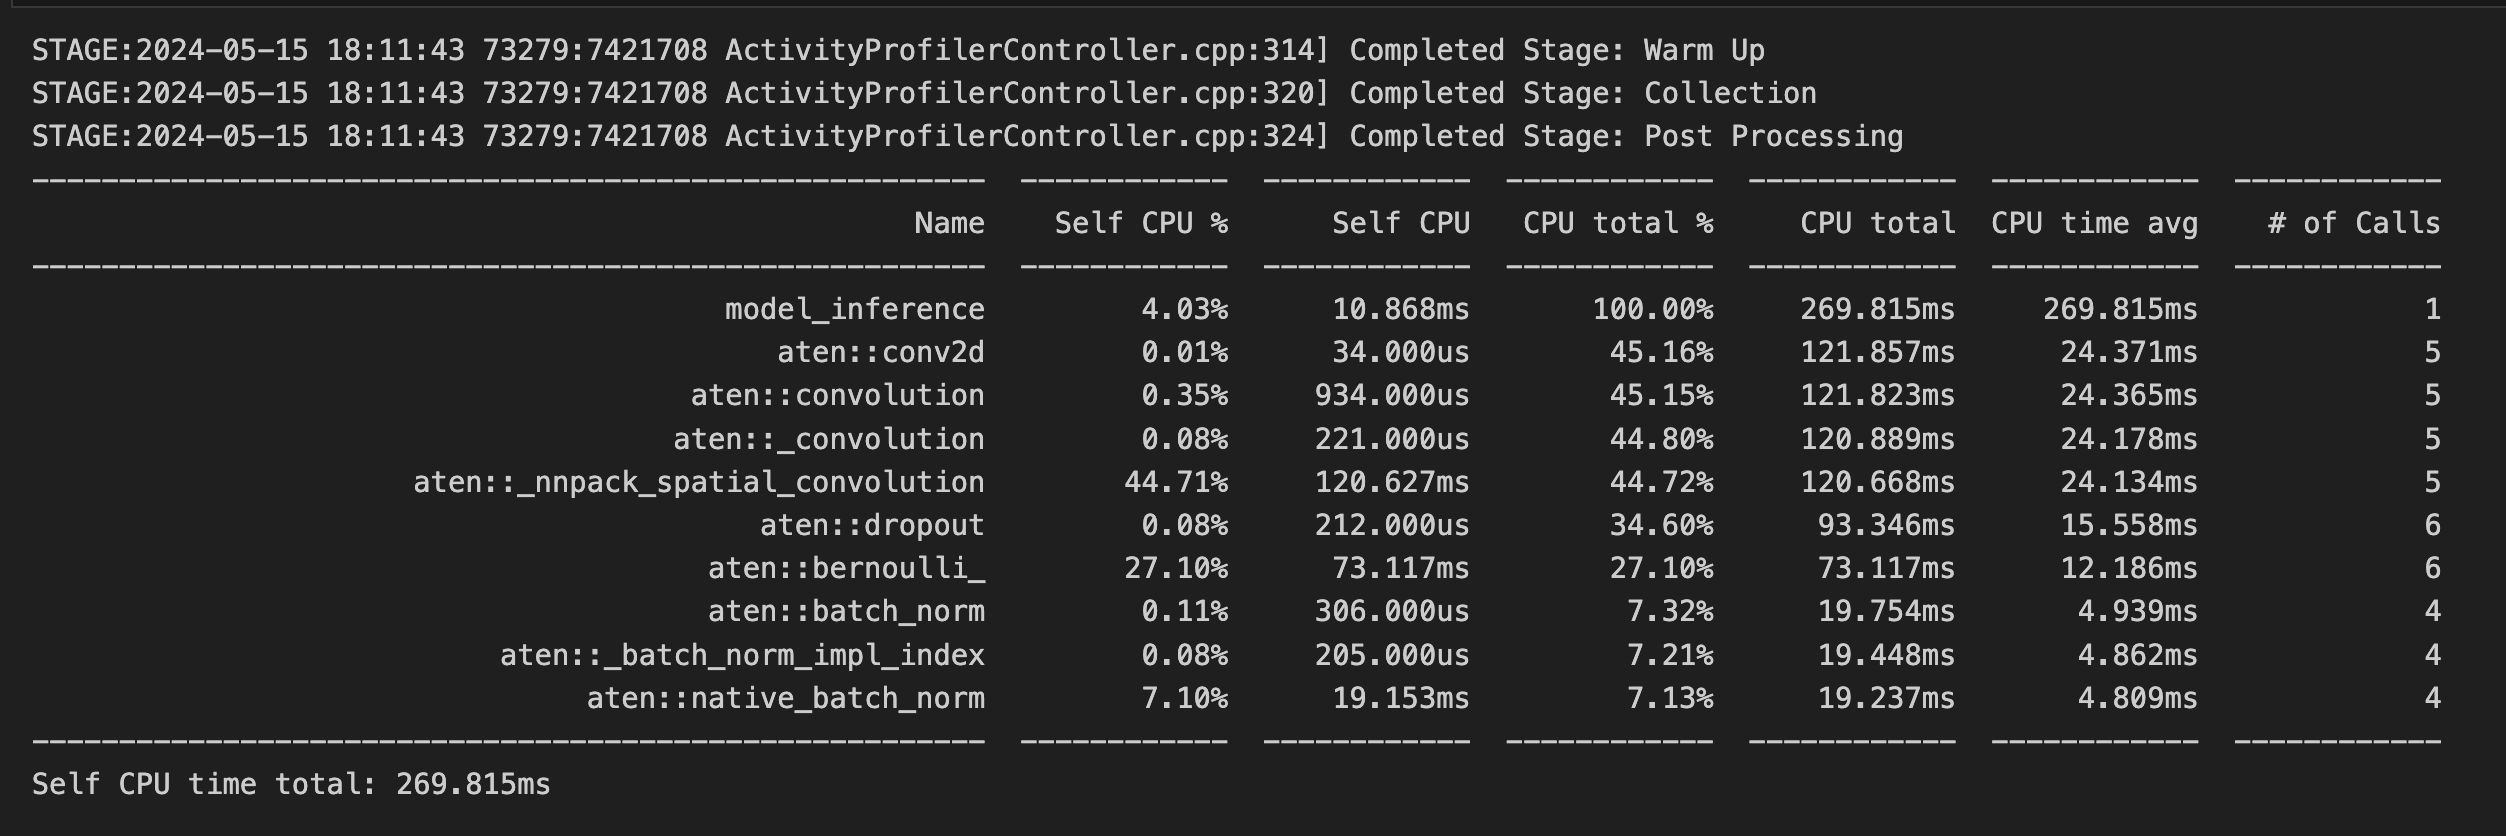 STAGE:2024-05-15 18:11:43 73279:7421708 ActivityProfilerController.cpp:314] Completed Stage: Warm Up
STAGE:2024-05-15 18:11:43 73279:7421708 ActivityProfilerController.cpp:320] Completed Stage: Collection
STAGE:2024-05-15 18:11:43 73279:7421708 ActivityProfilerController.cpp:324] Completed Stage: Post Processing
-------------------------------------------------------  ------------  ------------  ------------  ------------  ------------  ------------
Name    Self CPU %      Self CPU   CPU total %     CPU total  CPU time avg    # of Calls
-------------------------------------------------------  ------------  ------------  ------------  ------------  ------------  ------------
model_inference         4.03%      10.868ms       100.00%     269.815ms     269.815ms             1
aten::conv2d         0.01%      34.000us        45.16%     121.857ms      24.371ms             5
aten::convolution         0.35%     934.000us        45.15%     121.823ms      24.365ms             5
aten::_convolution         0.08%     221.000us        44.80%     120.889ms      24.178ms             5
aten::_nnpack_spatial_convolution        44.71%     120.627ms        44.72%     120.668ms      24.134ms             5
aten::dropout         0.08%     212.000us        34.60%      93.346ms      15.558ms             6
aten::bernoulli_        27.10%      73.117ms        27.10%      73.117ms      12.186ms             6
aten::batch_norm         0.11%     306.000us         7.32%      19.754ms       4.939ms             4
aten::_batch_norm_impl_index         0.08%     205.000us         7.21%      19.448ms       4.862ms             4
aten::native_batch_norm         7.10%      19.153ms         7.13%      19.237ms       4.809ms             4
-------------------------------------------------------  ------------  ------------  ------------  ------------  ------------  ------------
Self CPU time total: 269.815ms